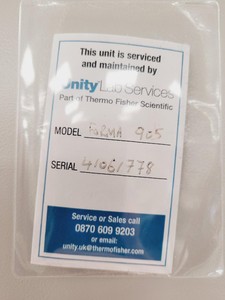 This unit is serviced
and maintained by
Unity Lab Services
Part of Thermo Fisher Scientific
MODEL FORMA 905
SERIAL 41061778
Service or Sales call
0870 609 9203
or email:
unity.uk@thermofisher.com